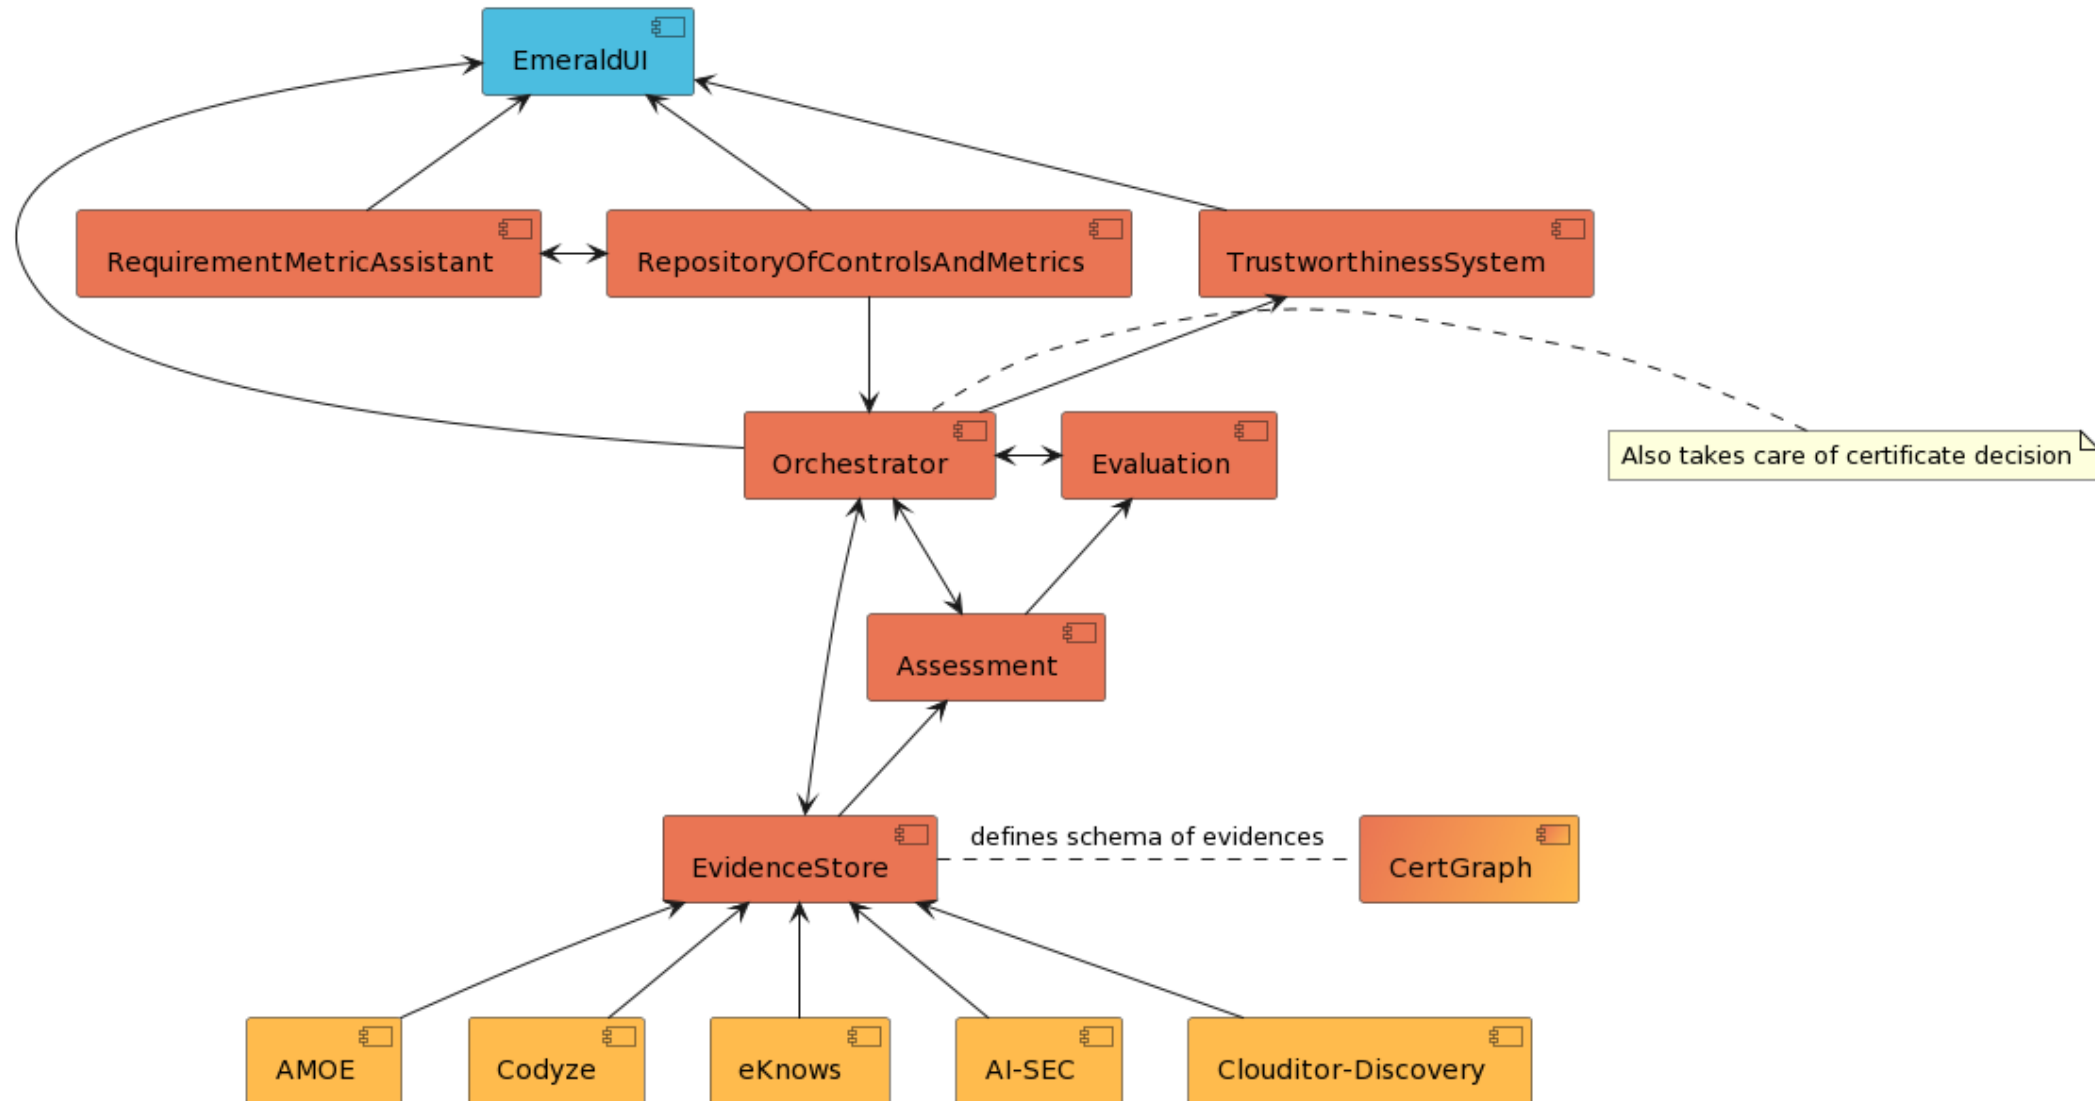 EmeraldUI
RequirementMetricAssistant
RepositoryOfControlsAndMetrics
TrustworthinessSystem
Orchestrator
Evaluation
Also takes care of certificate decision
Assessment
EvidenceStore
defines schema of evidences
CertGraph
AMOE
Codyze
eKnows
AI-SEC
Clouditor-Discovery